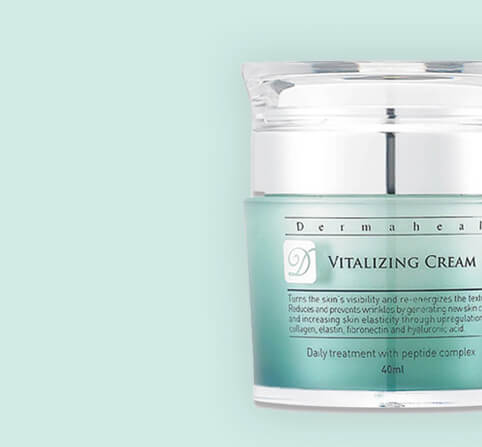 Dermaheal
D
VITALIZING CREAM
Turns the skin's visibility and re-energizes the
Reduces and prevents wrinkles by generating new skin
and increasing skin elasticity through upregulation
collagen, elastin, fibronectin and hyaluronic acid.
Daily treatment with peptide complex
40ml